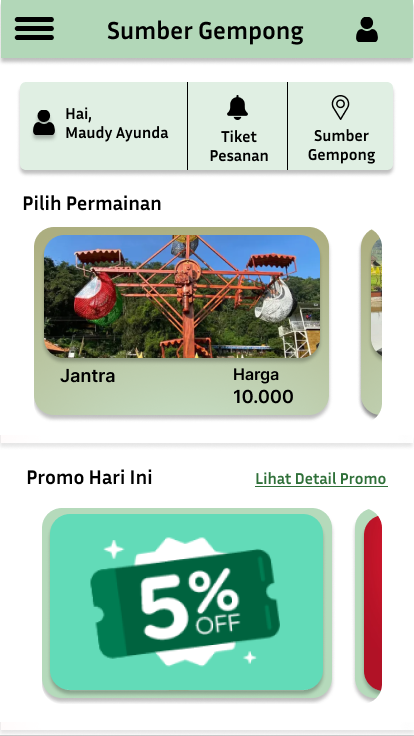 Sumber Gempong
Hai,
Maudy Ayunda
Tiket
Pesanan
Sumber
Gempong
Pilih Permainan
Jantra
Harga
10.000
Promo Hari Ini
Lihat Detail Promo
5%
OFF